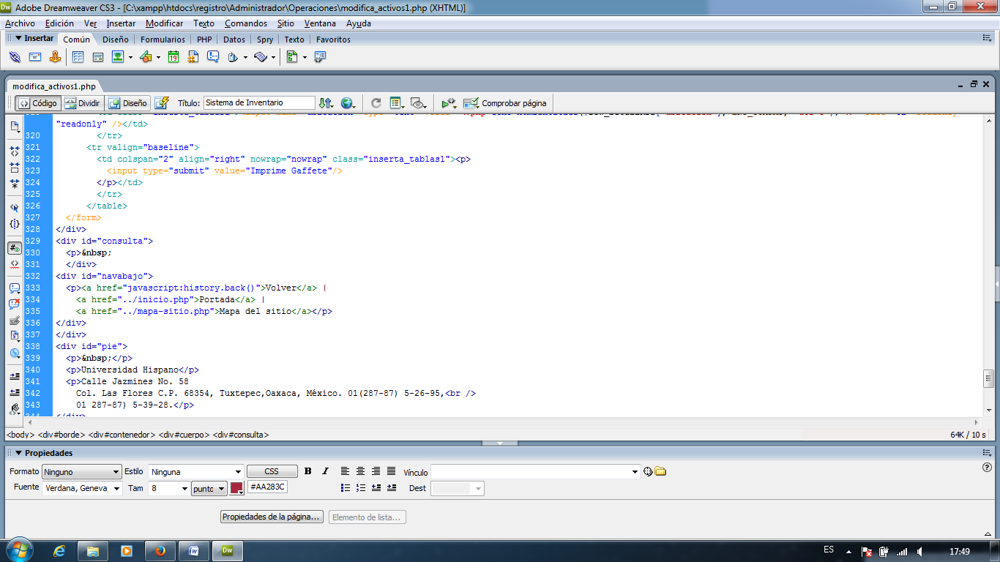 Adobe Dreamweaver CS3 - [C:\xampp\htdocs\registro\Administrador\Operaciones\modifica_activos1.php (XHTML)]
Archivo Edición Ver Insertar Modificar Texto Comandos Sitio Ventana Ayuda
Insertar Común Diseño Formularios PHP Datos Spry Texto Favoritos
modifica_activos1.php
Código Dividir Diseño Título: Sistema de Inventario Comprobar página
"readonly" /></td>
320 </tr>
321 <tr valign="baseline">
322 <td colspan="2" align="right" nowrap="nowrap" class="inserta_tablas1"><p>
323 <input type="submit" value="Imprime Gaffete"/>
324 </p></td>
325 </tr>
326 </table>
327 </form>
328 </div>
329 <div id="consulta">
330 <p>&nbsp;
331 </div>
332 <div id="navabajo">
333 <p><a href="javascript:history.back()">Volver</a> |
334 <a href="../inicio.php">Portada</a> |
335 <a href="../mapa-sitio.php">Mapa del sitio</a></p>
336 </div>
337 </div>
338 <div id="pie">
339 <p>&nbsp;</p>
340 <p>Universidad Hispano</p>
341 <p>Calle Jazmines No. 58
342 Col. Las Flores C.P. 68354, Tuxtepec,Oaxaca, México. 01(287-87) 5-26-95,<br />
343 01 287-87) 5-39-28.</p>
344 </div>
<body> <div#borde> <div#contenedor> <div#cuerpo> <div#consulta> 64K / 10 s
Propiedades
Formato Ninguno Estilo Ninguna CSS B I Vínculo
Fuente Verdana, Geneva, Tam 8 punto #AA283C Dest
Propiedades de la página... Elemento de lista...
ES 17:49